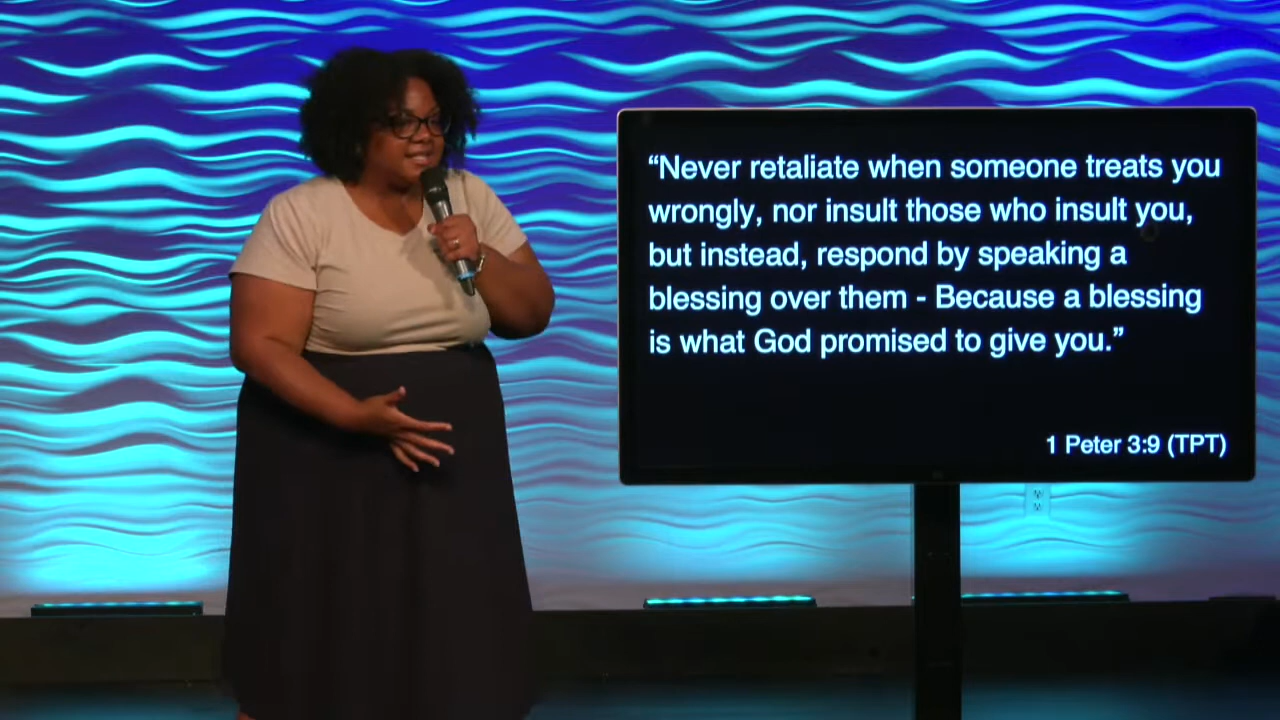 “Never retaliate when someone treats you
wrongly, nor insult those who insult you,
but instead, respond by speaking a
blessing over them - Because a blessing
is what God promised to give you.”
1 Peter 3:9 (TPT)